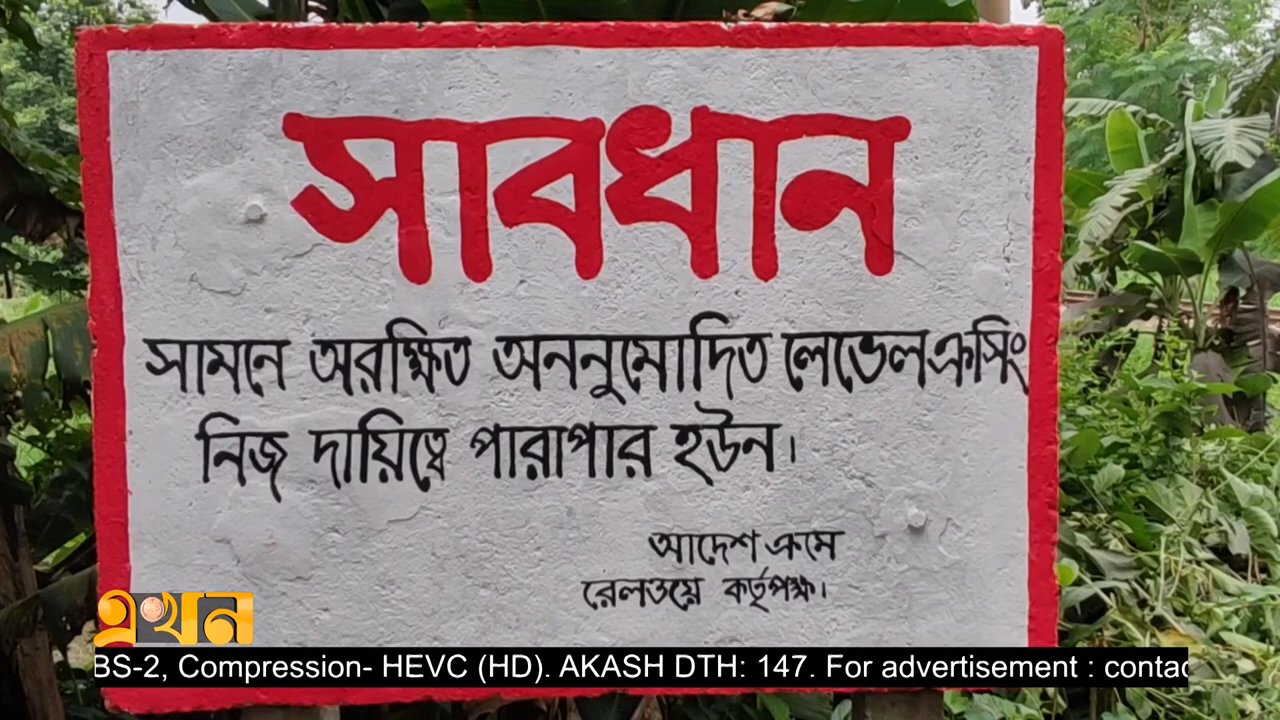 সাবধান
সামনে অরক্ষিত অননুমোদিত লেভেলক্রসিং
নিজ দায়িত্বে পারাপার হউন।
আদেশ ক্রমে
রেলওয়ে কর্তৃপক্ষ।
এখন
BS-2, Compression- HEVC (HD). AKASH DTH: 147. For advertisement : contac